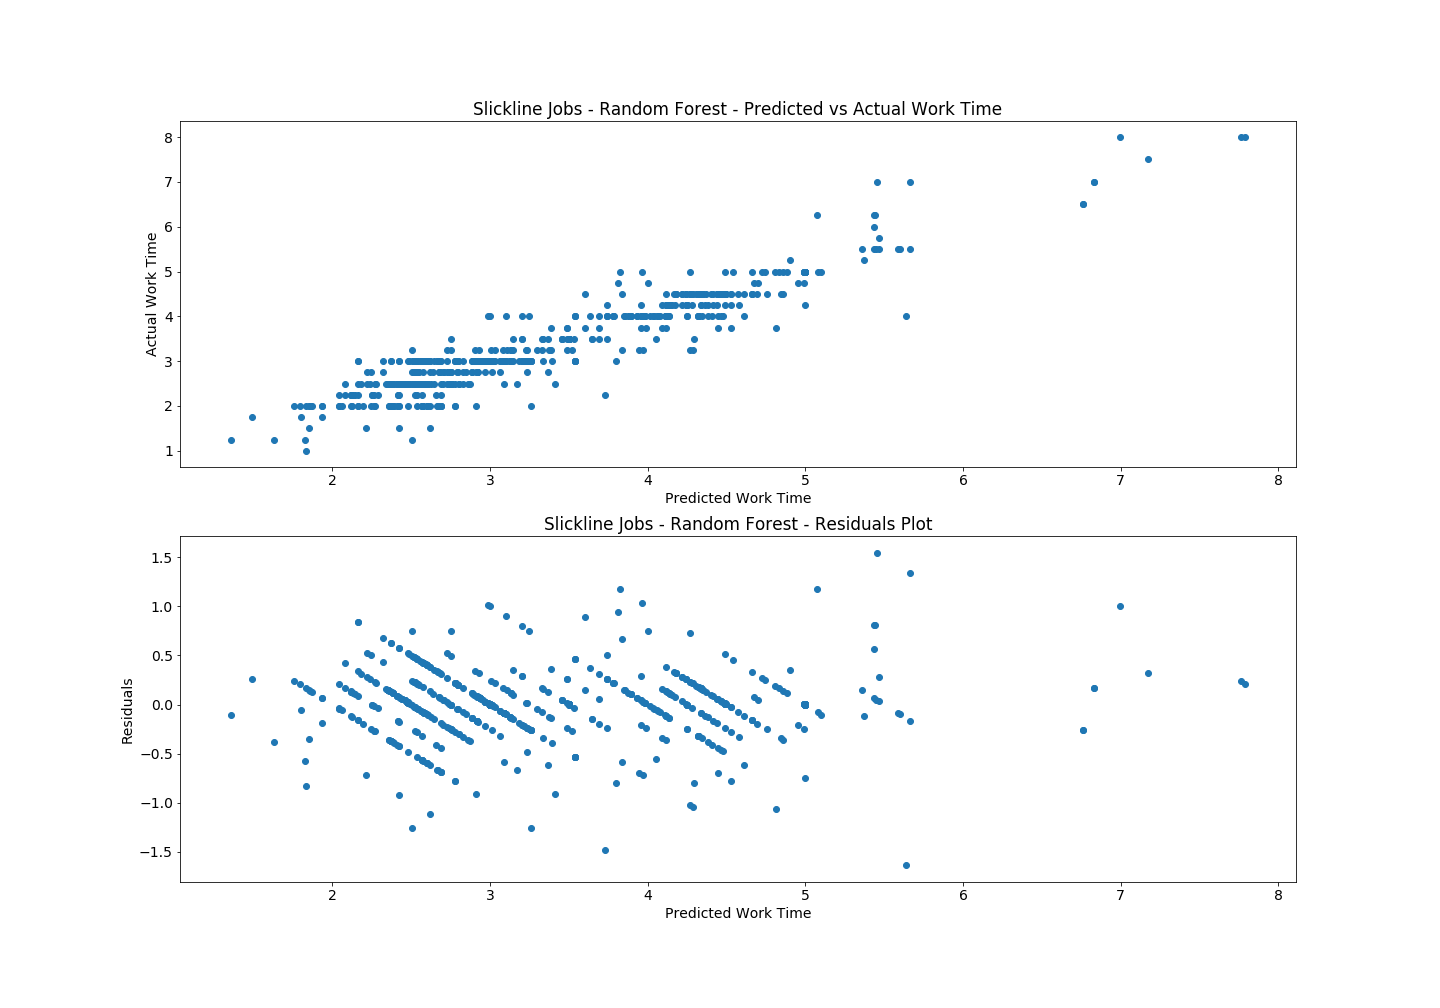 Slickline Jobs - Random Forest - Predicted vs Actual Work Time
8
7
6
5
4
3
2
1
Actual Work Time
2 3 4 5 6 7 8
Predicted Work Time
Slickline Jobs - Random Forest - Residuals Plot
1.5
1.0
0.5
0.0
−0.5
−1.0
−1.5
Residuals
2 3 4 5 6 7 8
Predicted Work Time